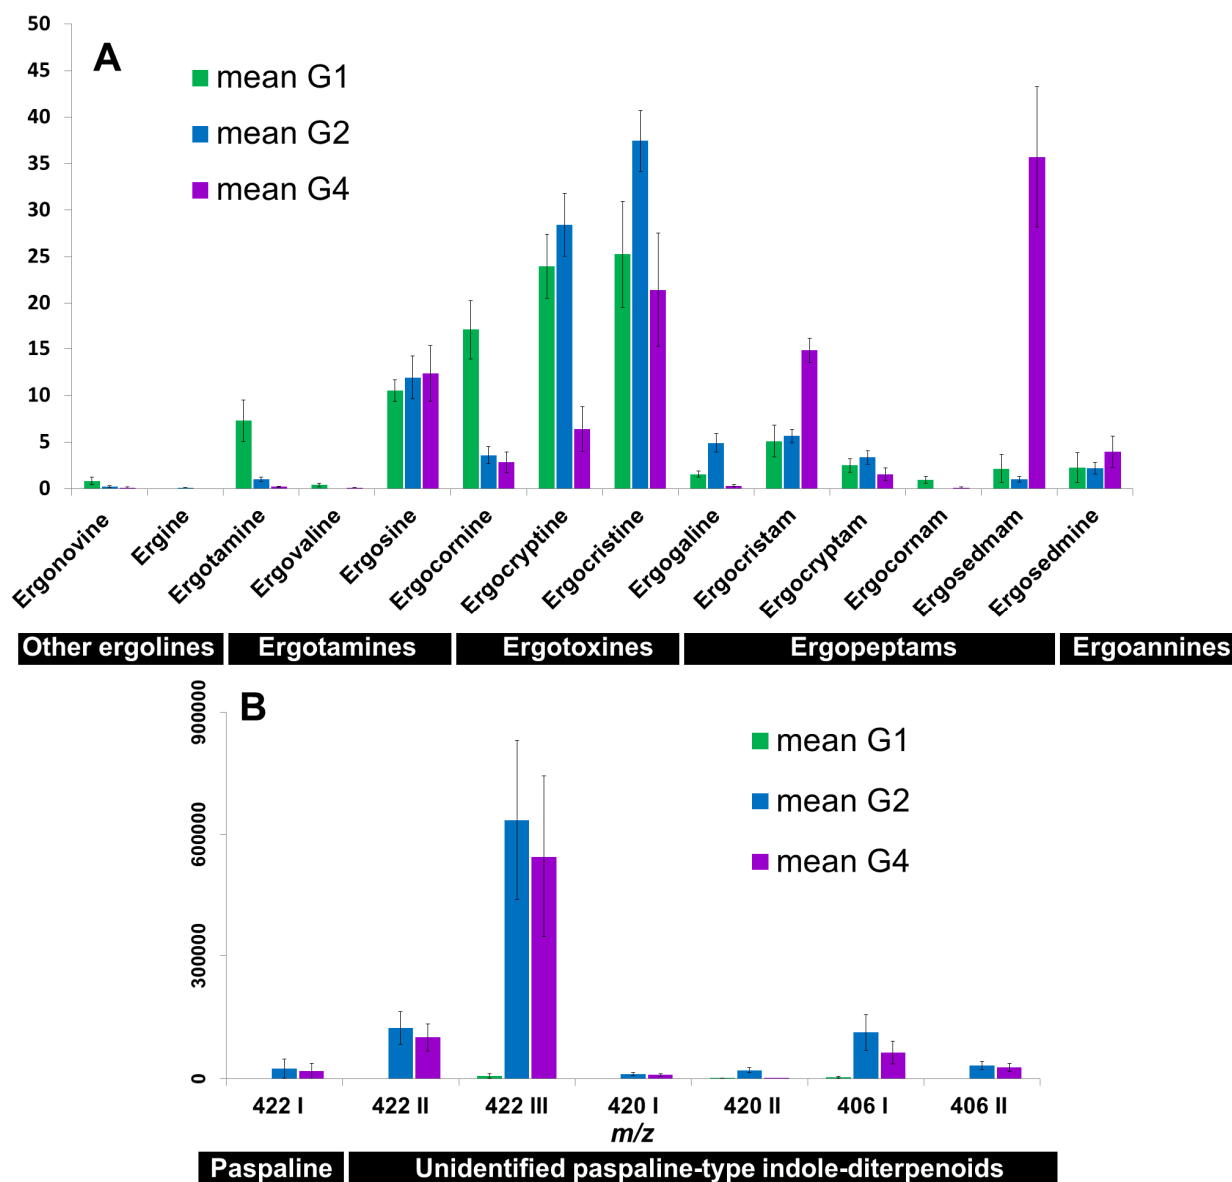 A
mean G1
mean G2
mean G4
50
45
40
35
30
25
20
15
10
5
0
Ergonovine
Ergine
Ergotamine
Ergovaline
Ergosine
Ergocornine
Ergocryptine
Ergocristine
Ergogaline
Ergocristam
Ergocryptam
Ergocornam
Ergosedmam
Ergosedmine
Other ergolines
Ergotamines
Ergotoxines
Ergopeptams
Ergoannines
B
mean G1
mean G2
mean G4
900000
600000
300000
0
422 I
422 II
422 III
420 I
420 II
406 I
406 II
m/z
Paspaline
Unidentified paspaline-type indole-diterpenoids